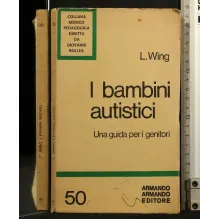 COLLANA
MEDICO
PEDAGOGICA
DIRETTA
DA
GIOVANNI
BOLLEA
L. Wing
I bambini
autistici
Una guida per i genitori
50
ARMANDO
ARMANDO
EDITORE